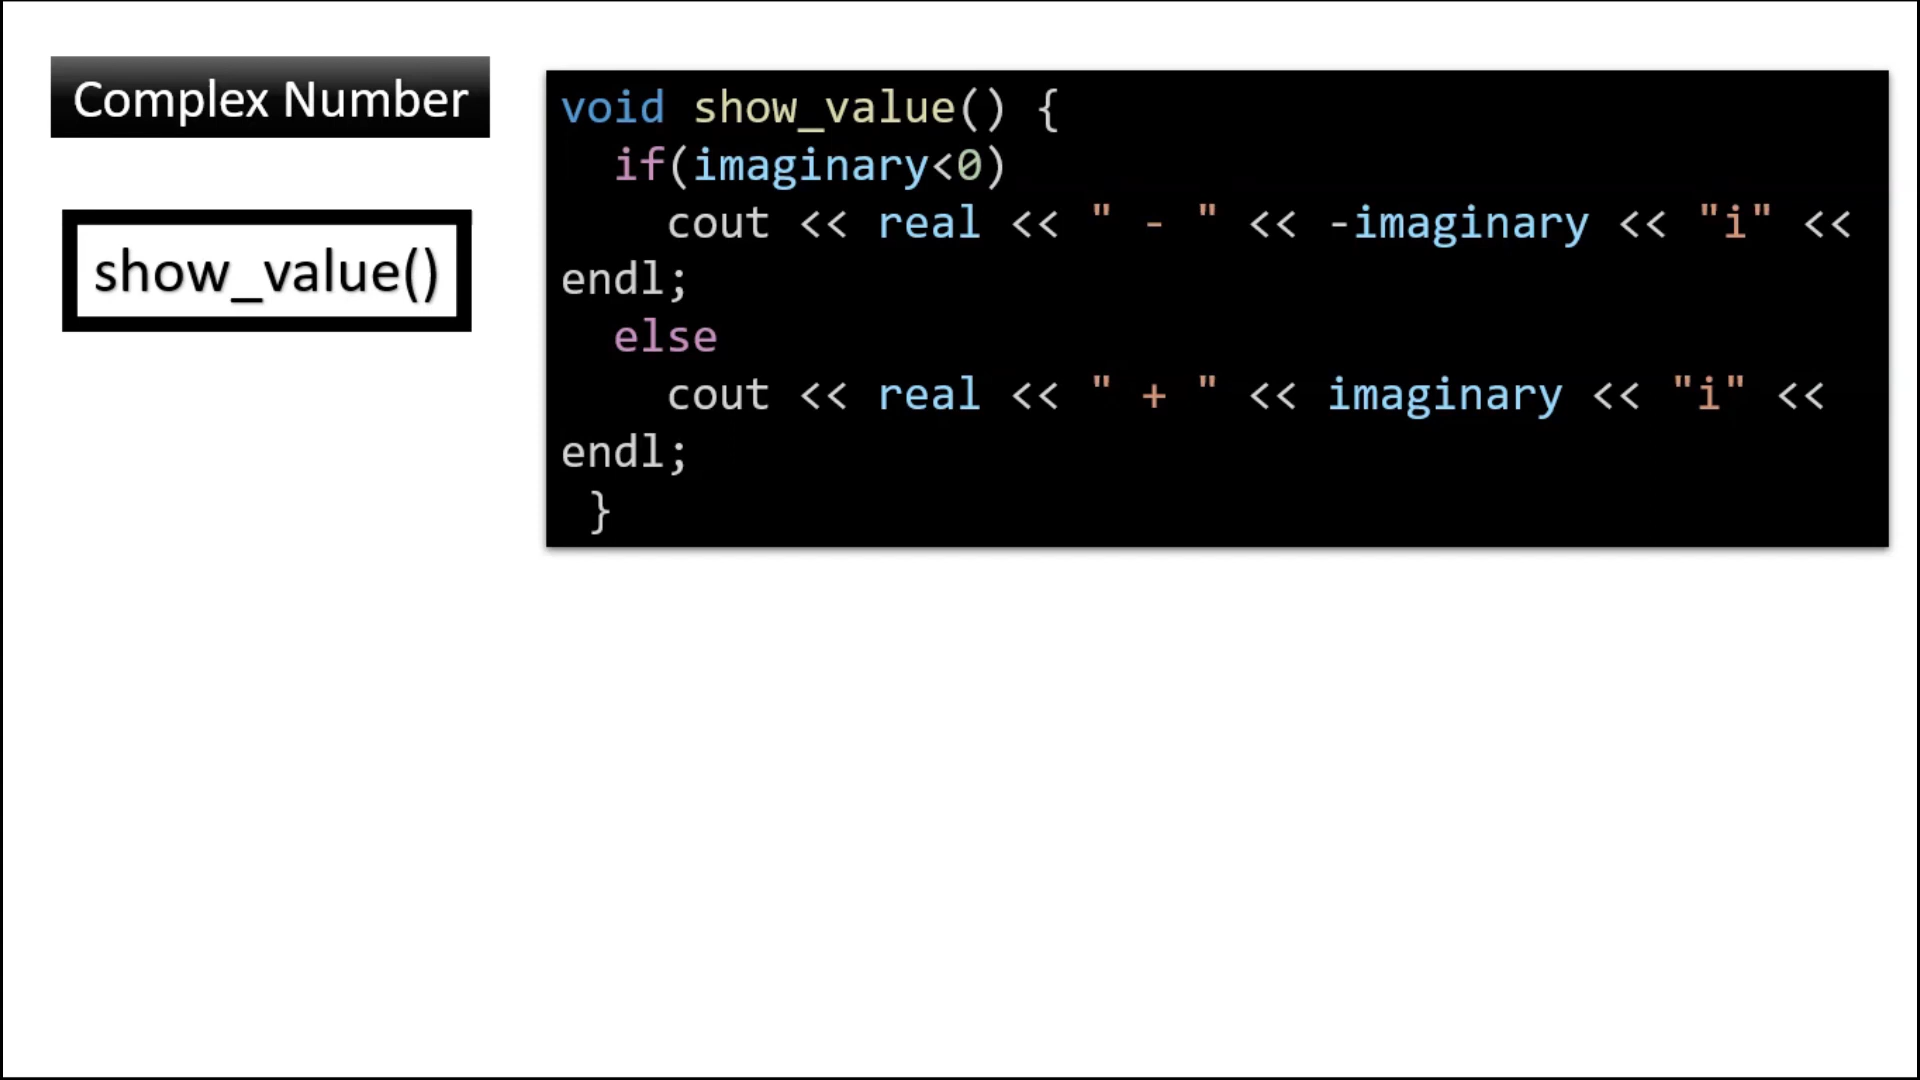 Complex Number
show_value()
void show_value() {
if(imaginary<0)
cout << real << " - " << -imaginary << "i" <<
endl;
else
cout << real << " + " << imaginary << "i" <<
endl;
}